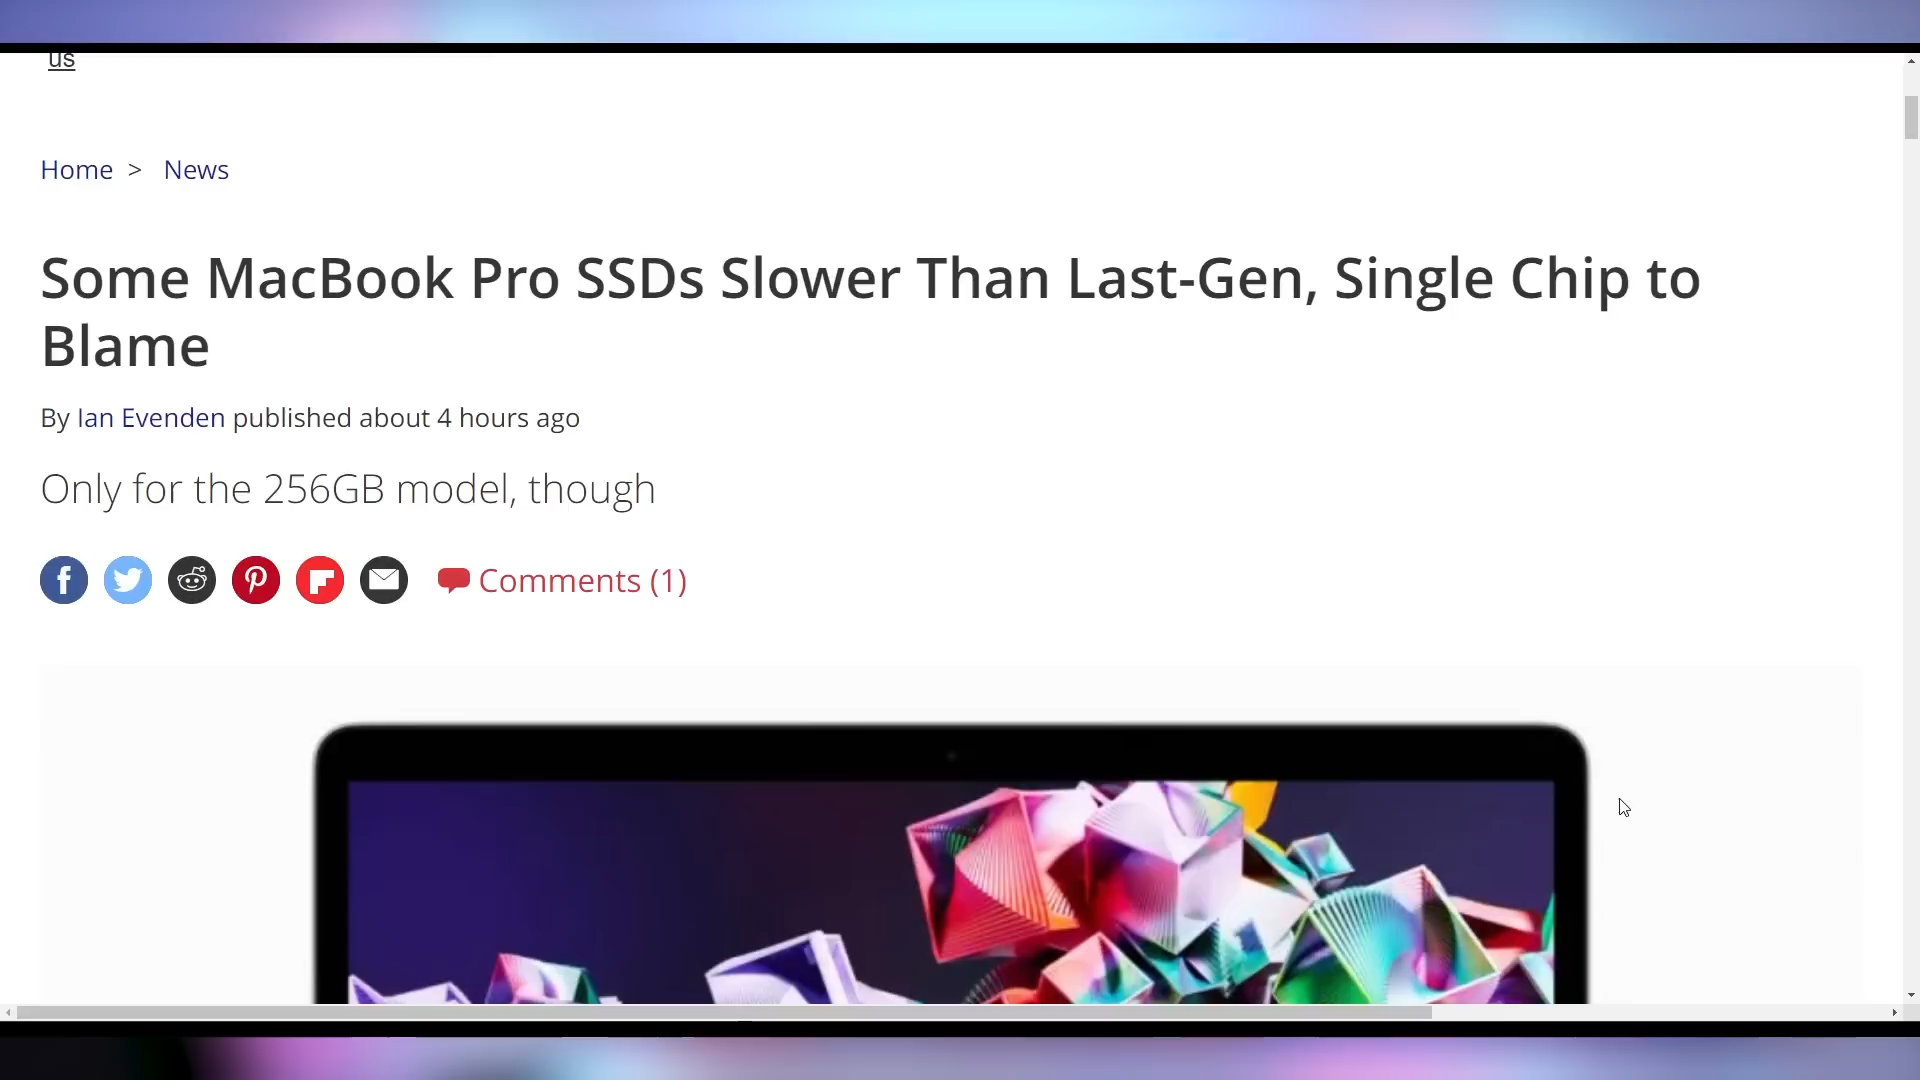 us
Home > News
Some MacBook Pro SSDs Slower Than Last-Gen, Single Chip to
Blame
By Ian Evenden published about 4 hours ago
Only for the 256GB model, though
Comments (1)